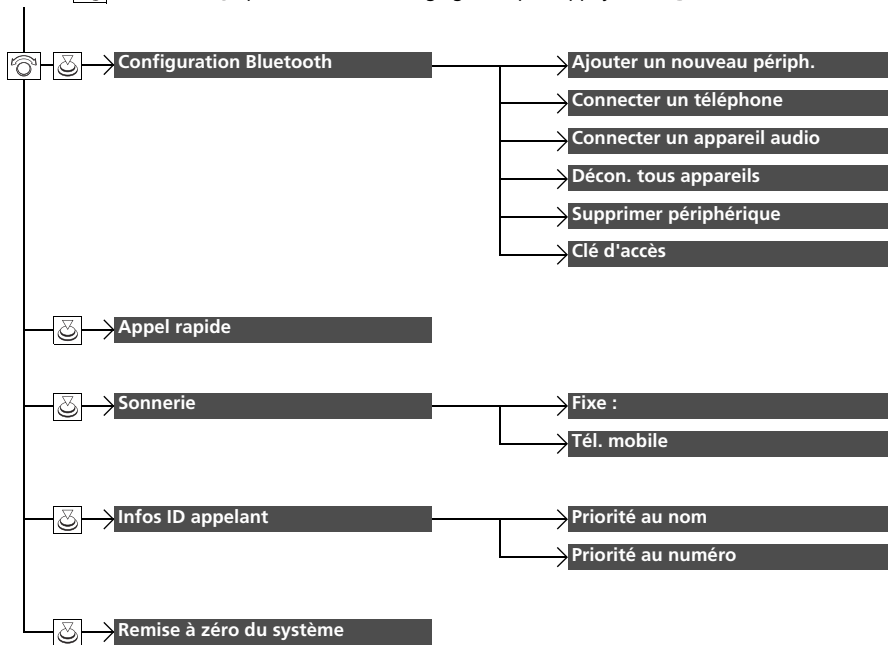 Configuration Bluetooth
Ajouter un nouveau périph.
Connecter un téléphone
Connecter un appareil audio
Décon. tous appareils
Supprimer périphérique
Clé d'accès
Appel rapide
Sonnerie
Fixe :
Tél. mobile
Infos ID appelant
Priorité au nom
Priorité au numéro
Remise à zéro du système